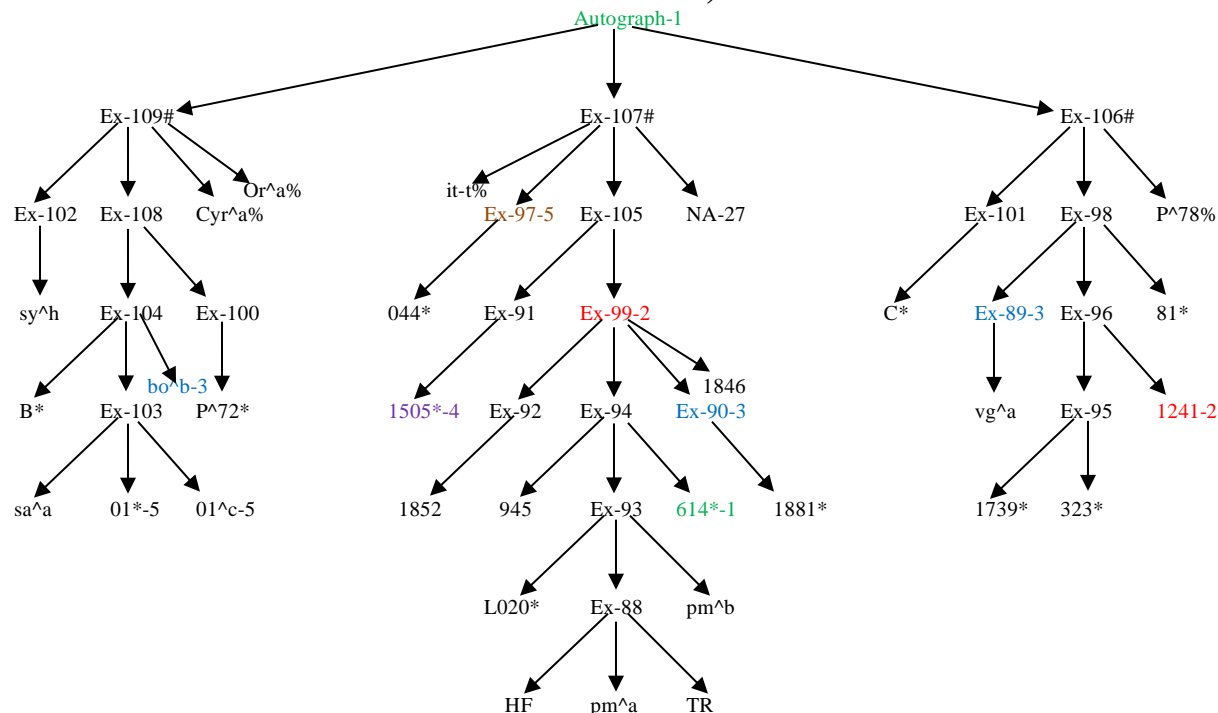 Autograph-1
Ex-109# Ex-107# Ex-106#
Or^a% it-t%
Ex-102 Ex-108 Cyr^a% Ex-97-5 Ex-105 NA-27 Ex-101 Ex-98 P^78%
sy^h Ex-104 Ex-100 044* Ex-91 Ex-99-2 C* Ex-89-3 Ex-96 81*
bo^b-3 1846
B* Ex-103 P^72* 1505*-4 Ex-92 Ex-94 Ex-90-3 vg^a Ex-95 1241-2
sa^a 01*-5 01^c-5 1852 945 Ex-93 614*-1 1881* 1739* 323*
L020* Ex-88 pm^b
HF pm^a TR